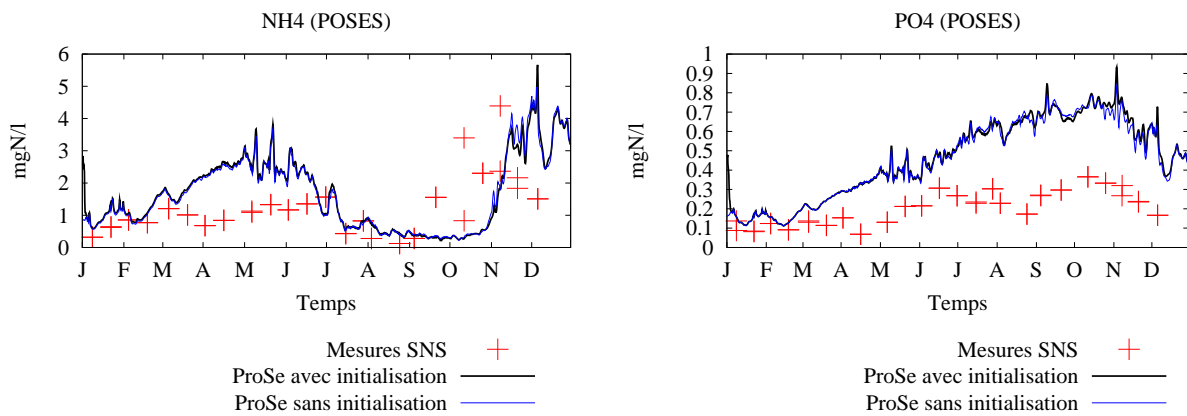 NH4 (POSES)
6
5
4
3
2
1
0
mgN/l
J F M A M J J A S O N D
Temps
Mesures SNS
ProSe avec initialisation
ProSe sans initialisation
PO4 (POSES)
1
0.9
0.8
0.7
0.6
0.5
0.4
0.3
0.2
0.1
0
mgN/l
J F M A M J J A S O N D
Temps
Mesures SNS
ProSe avec initialisation
ProSe sans initialisation